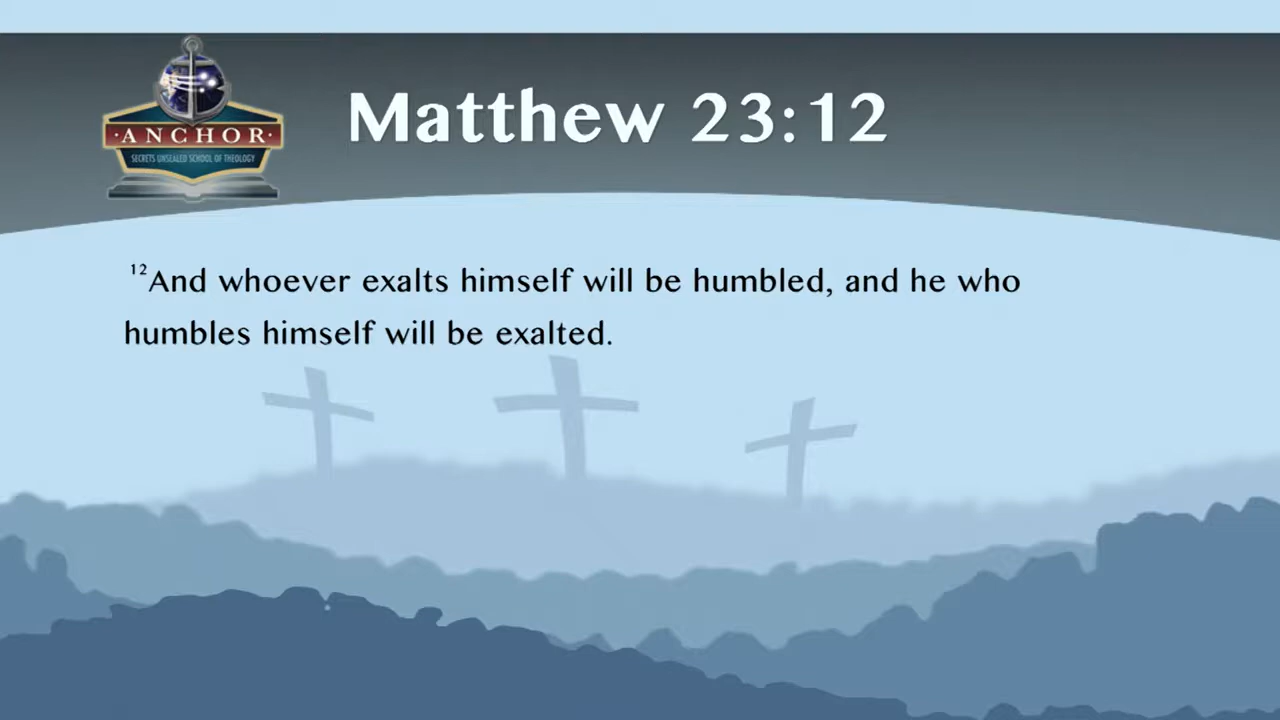 Matthew 23:12
·ANCHOR·
SECRETS UNSEALED SCHOOL OF THEOLOGY
12And whoever exalts himself will be humbled, and he who
humbles himself will be exalted.